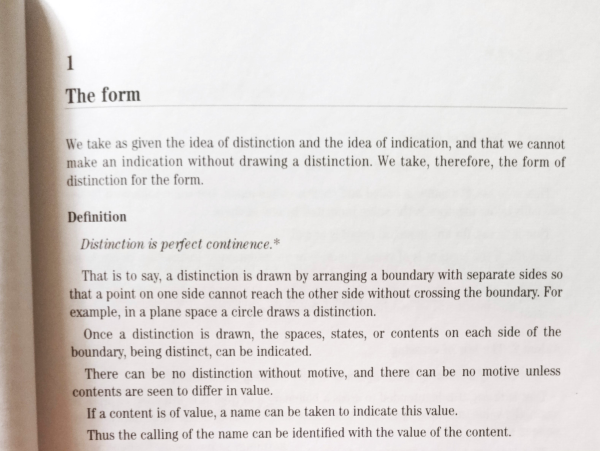 1
The form
We take as given the idea of distinction and the idea of indication, and that we cannot
make an indication without drawing a distinction. We take, therefore, the form of
distinction for the form.
Definition
Distinction is perfect continence.*
That is to say, a distinction is drawn by arranging a boundary with separate sides so
that a point on one side cannot reach the other side without crossing the boundary. For
example, in a plane space a circle draws a distinction.
Once a distinction is drawn, the spaces, states, or contents on each side of the
boundary, being distinct, can be indicated.
There can be no distinction without motive, and there can be no motive unless
contents are seen to differ in value.
If a content is of value, a name can be taken to indicate this value.
Thus the calling of the name can be identified with the value of the content.